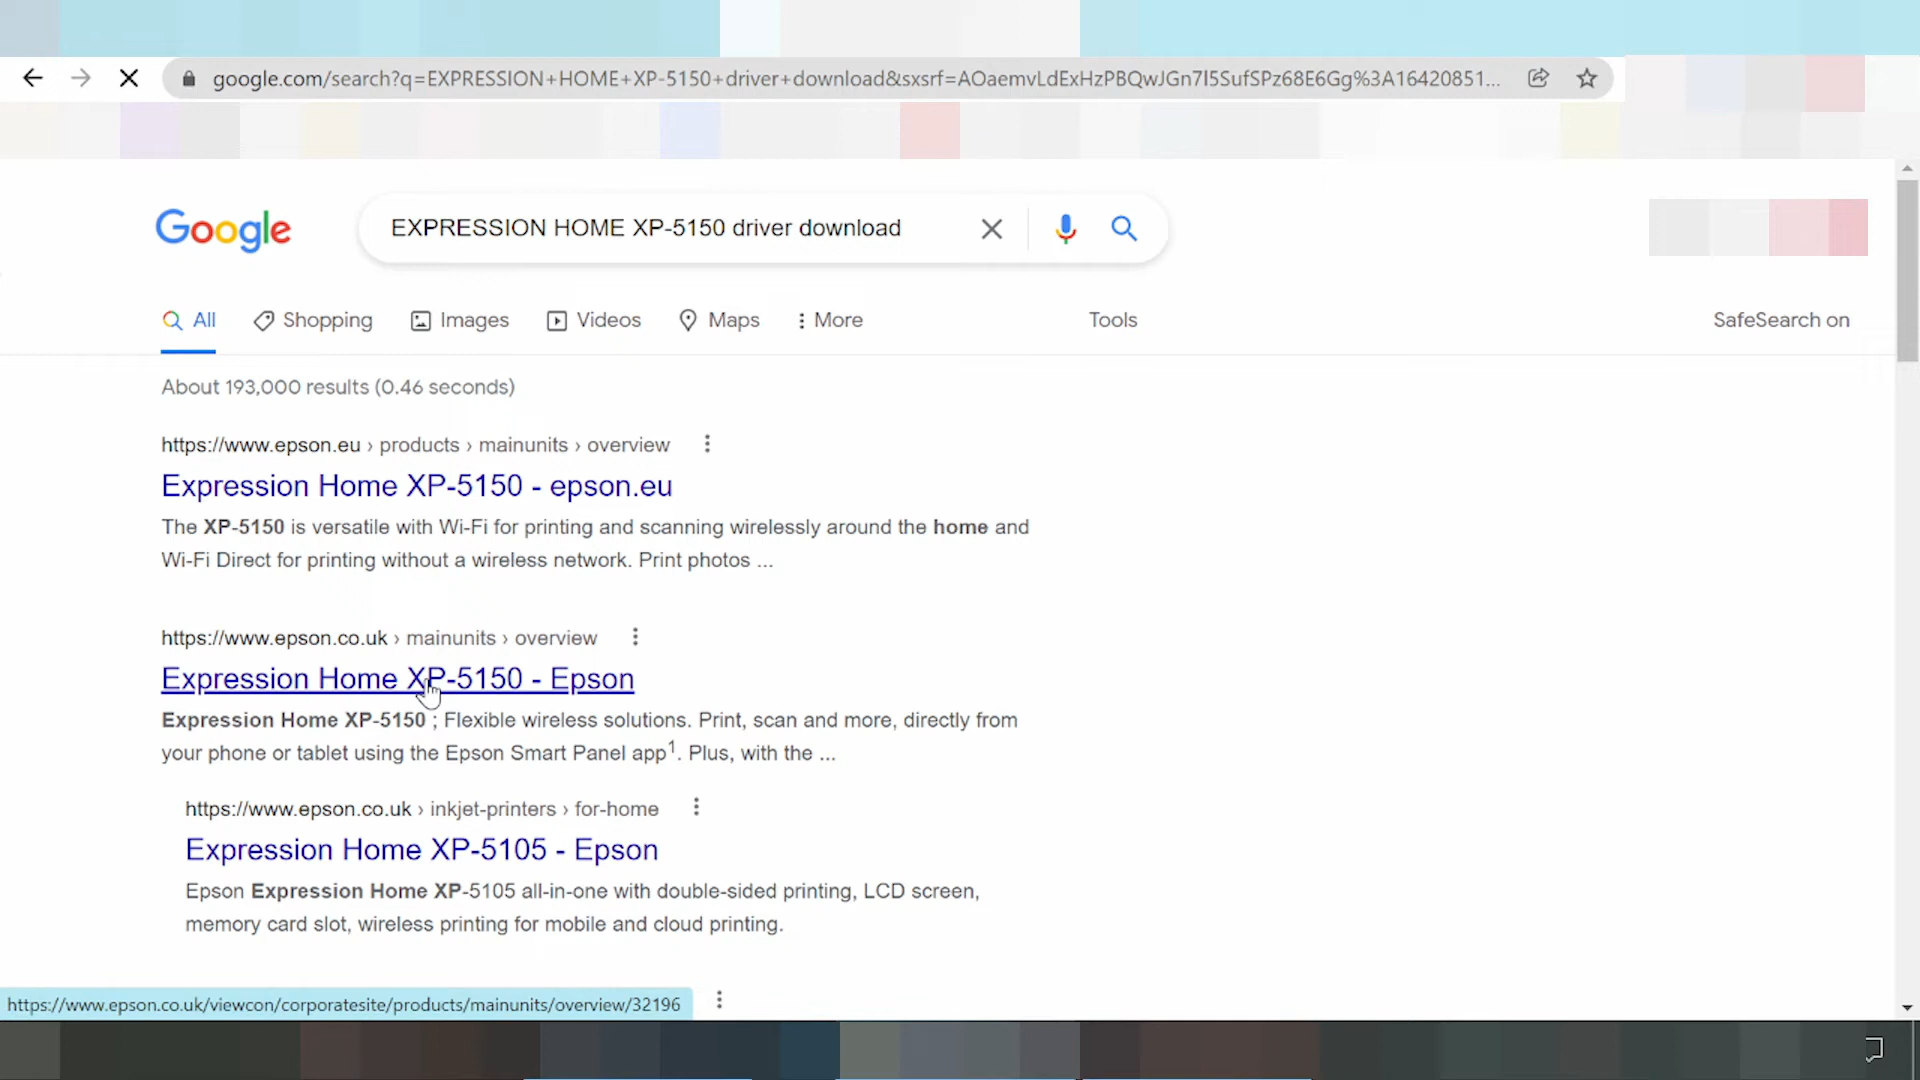 google.com/search?q=EXPRESSION+HOME+XP-5150+driver+download&sxsrf=AOaemvLdExHzPBQwJGn7I5SufSPz68E6Gg%3A16420851...
Google
EXPRESSION HOME XP-5150 driver download
All Shopping Images Videos Maps More Tools SafeSearch on
About 193,000 results (0.46 seconds)
https://www.epson.eu › products › mainunits › overview
Expression Home XP-5150 - epson.eu
The XP-5150 is versatile with Wi-Fi for printing and scanning wirelessly around the home and
Wi-Fi Direct for printing without a wireless network. Print photos ...
https://www.epson.co.uk › mainunits › overview
Expression Home XP-5150 - Epson
Expression Home XP-5150 ; Flexible wireless solutions. Print, scan and more, directly from
your phone or tablet using the Epson Smart Panel app1. Plus, with the ...
https://www.epson.co.uk › inkjet-printers › for-home
Expression Home XP-5105 - Epson
Epson Expression Home XP-5105 all-in-one with double-sided printing, LCD screen,
memory card slot, wireless printing for mobile and cloud printing.
https://www.epson.co.uk/viewcon/corporatesite/products/mainunits/overview/32196